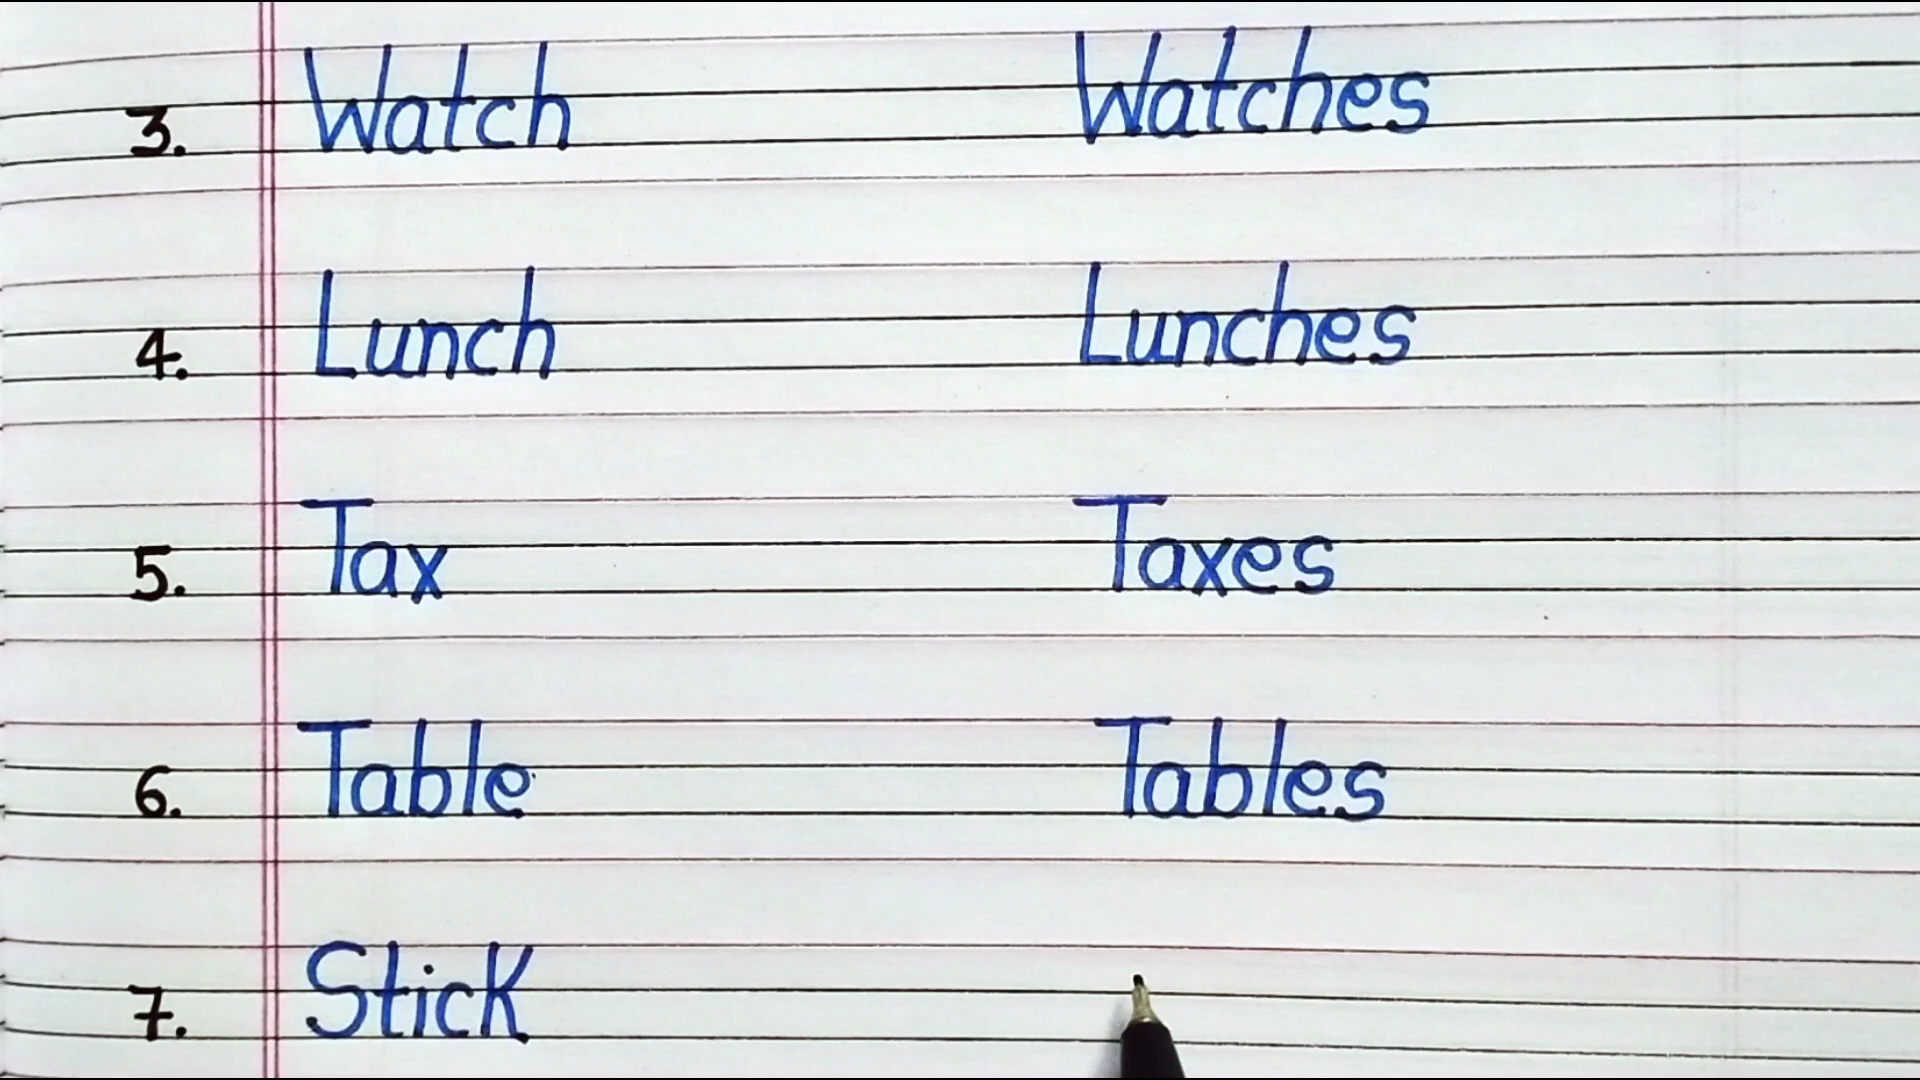 3. Watch Watches
4. Lunch Lunches
5. Tax Taxes
6. Table Tables
7. Stick